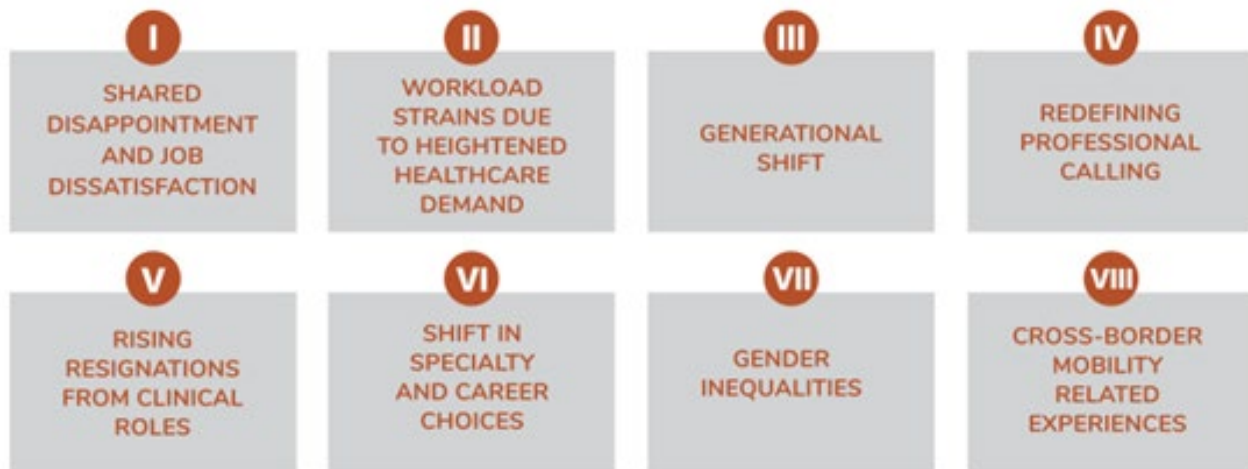 I
SHARED
DISAPPOINTMENT
AND JOB
DISSATISFACTION
II
WORKLOAD
STRAINS DUE
TO HEIGHTENED
HEALTHCARE
DEMAND
III
GENERATIONAL
SHIFT
IV
REDEFINING
PROFESSIONAL
CALLING
V
RISING
RESIGNATIONS
FROM CLINICAL
ROLES
VI
SHIFT IN
SPECIALTY
AND CAREER
CHOICES
VII
GENDER
INEQUALITIES
VIII
CROSS-BORDER
MOBILITY
RELATED
EXPERIENCES